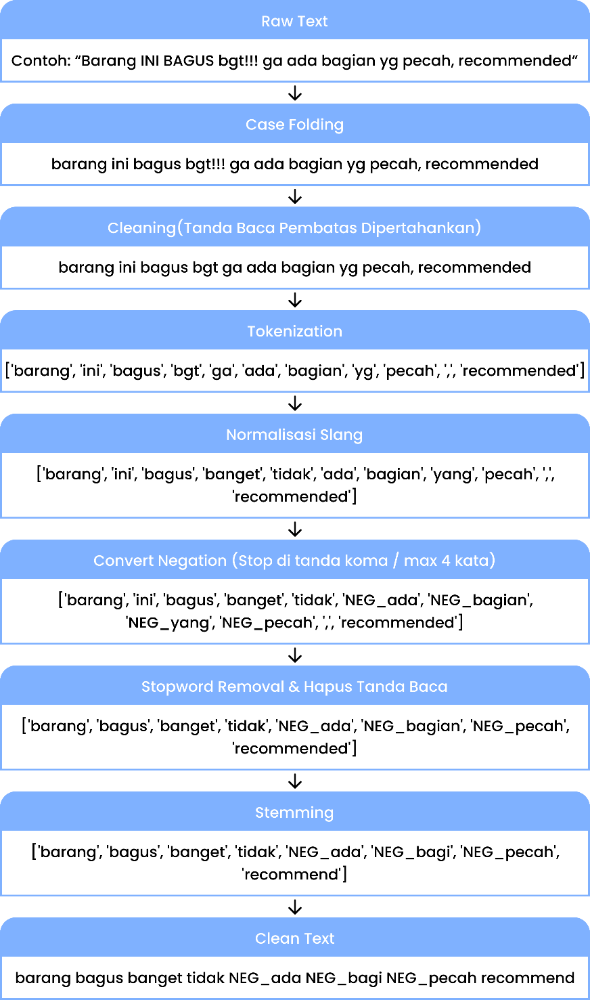 Raw Text
Contoh: “Barang INI BAGUS bgt!!! ga ada bagian yg pecah, recommended”
Case Folding
barang ini bagus bgt!!! ga ada bagian yg pecah, recommended
Cleaning(Tanda Baca Pembatas Dipertahankan)
barang ini bagus bgt ga ada bagian yg pecah, recommended
Tokenization
['barang', 'ini', 'bagus', 'bgt', 'ga', 'ada', 'bagian', 'yg', 'pecah', ',', 'recommended']
Normalisasi Slang
['barang', 'ini', 'bagus', 'banget', 'tidak', 'ada', 'bagian', 'yang', 'pecah', ',',
'recommended']
Convert Negation (Stop di tanda koma / max 4 kata)
['barang', 'ini', 'bagus', 'banget', 'tidak', 'NEG_ada', 'NEG_bagian',
'NEG_yang', 'NEG_pecah', ',', 'recommended']
Stopword Removal & Hapus Tanda Baca
['barang', 'bagus', 'banget', 'tidak', 'NEG_ada', 'NEG_bagian', 'NEG_pecah',
'recommended']
Stemming
['barang', 'bagus', 'banget', 'tidak', 'NEG_ada', 'NEG_bagi', 'NEG_pecah',
'recommend']
Clean Text
barang bagus banget tidak NEG_ada NEG_bagi NEG_pecah recommend